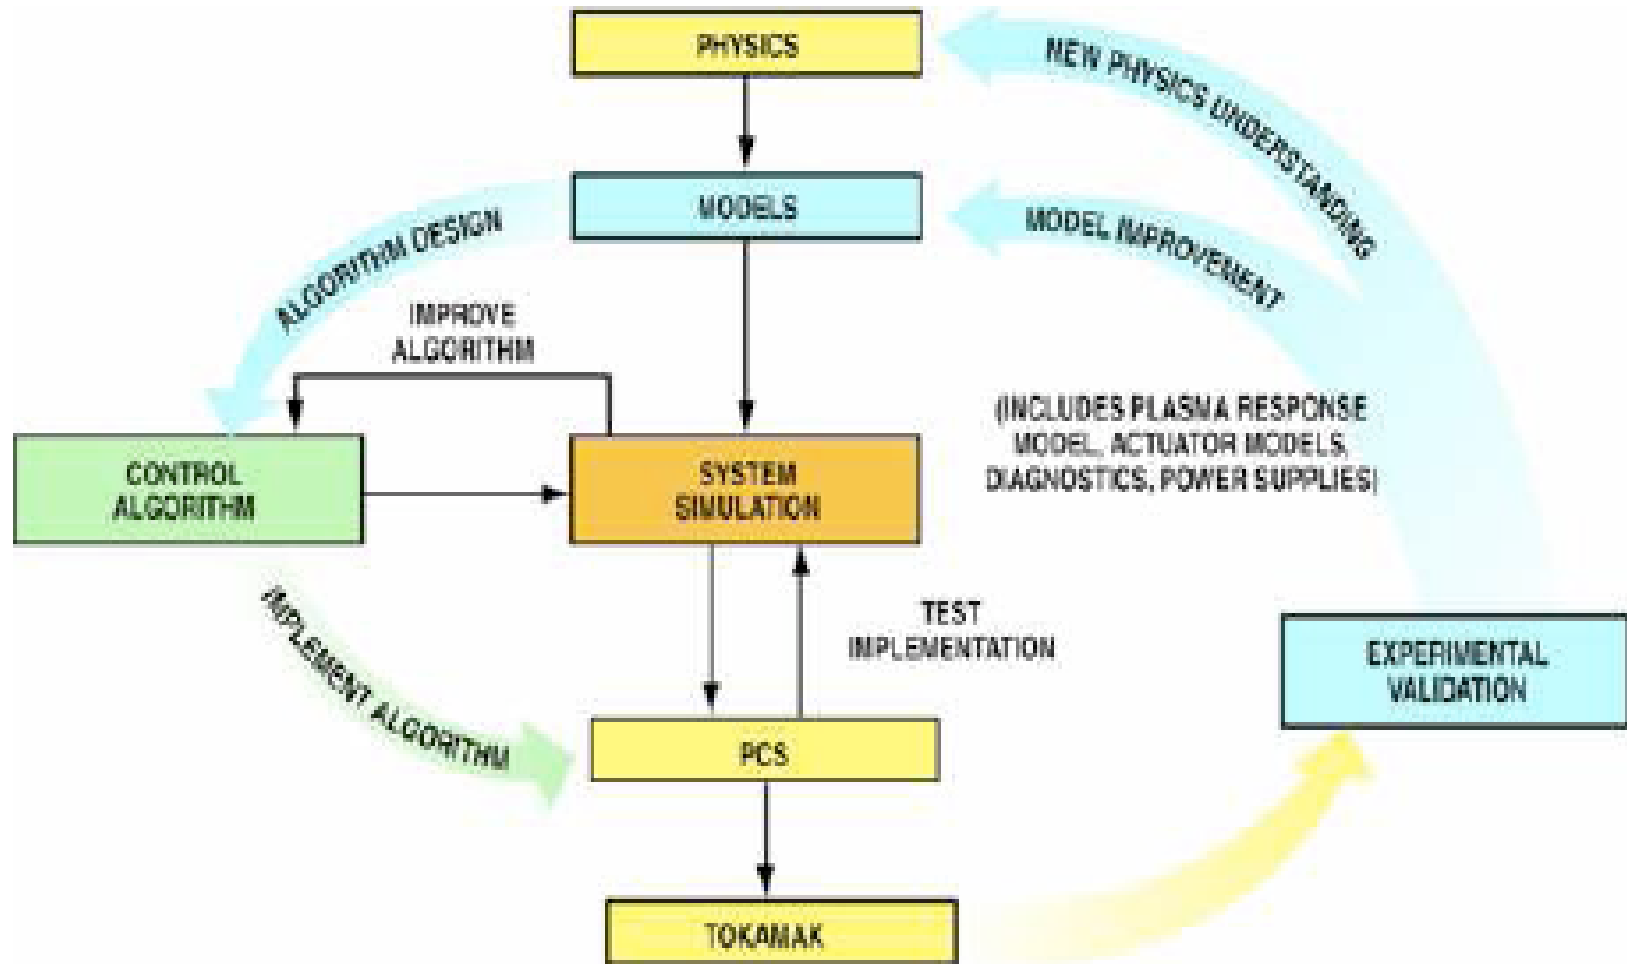 PHYSICS
NEW PHYSICS UNDERSTANDING
MODELS
MODEL IMPROVEMENT
ALGORITHM DESIGN
IMPROVE
ALGORITHM
(INCLUDES PLASMA RESPONSE
MODEL, ACTUATOR MODELS,
DIAGNOSTICS, POWER SUPPLIES)
CONTROL
ALGORITHM
SYSTEM
SIMULATION
IMPLEMENT ALGORITHM
TEST
IMPLEMENTATION
EXPERIMENTAL
VALIDATION
PCS
TOKAMAK